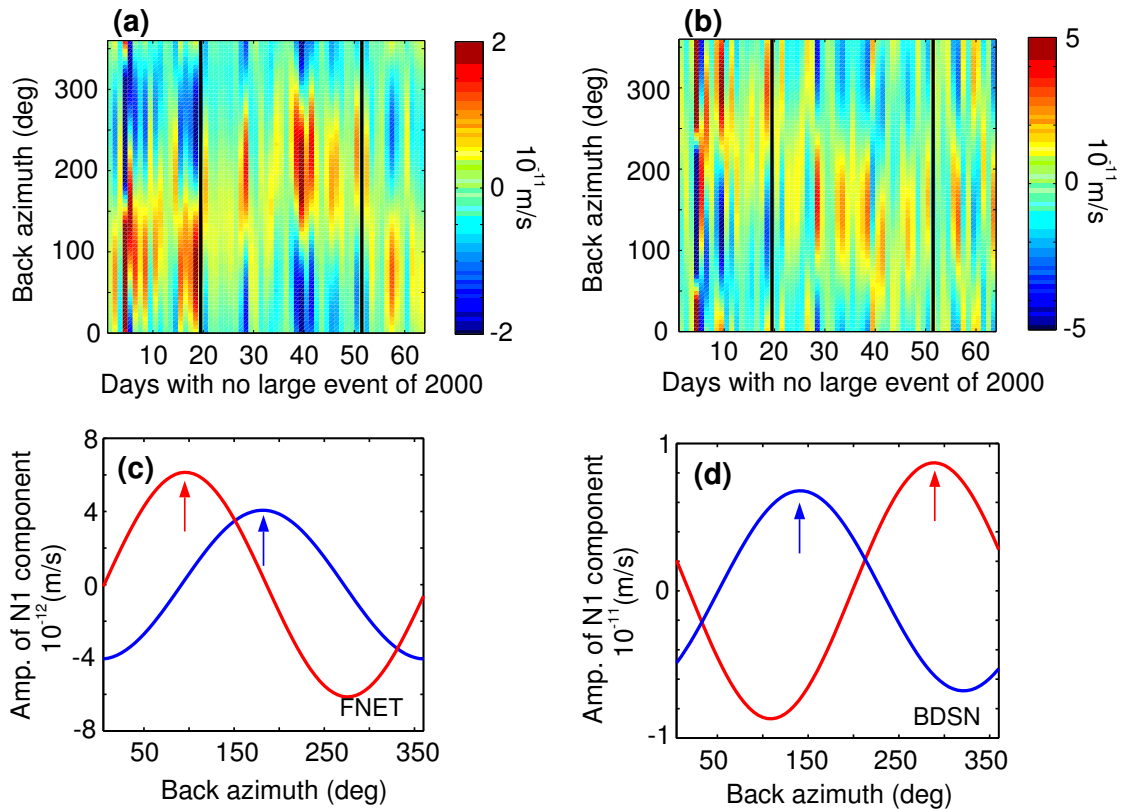 (a)
Back azimuth (deg)
300
200
100
0
10 20 30 40 50 60
Days with no large event of 2000
2
0
-2
10⁻¹¹ m/s
(b)
Back azimuth (deg)
300
200
100
0
10 20 30 40 50 60
Days with no large event of 2000
5
0
-5
10⁻¹¹ m/s
(c)
Amp. of N1 component
10⁻¹²(m/s)
8
4
0
-4
-8
FNET
50 150 250 350
Back azimuth (deg)
(d)
Amp. of N1 component
10⁻¹¹(m/s)
1
0
-1
BDSN
50 150 250 350
Back azimuth (deg)